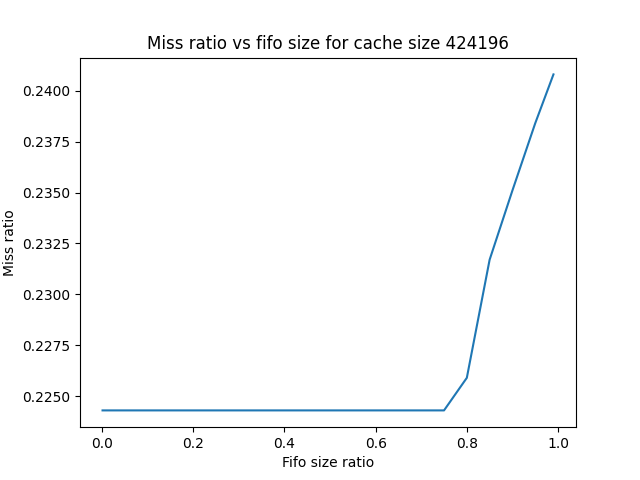 Miss ratio vs fifo size for cache size 424196
0.2400
0.2375
0.2350
0.2325
0.2300
0.2275
0.2250
Miss ratio
0.0 0.2 0.4 0.6 0.8 1.0
Fifo size ratio